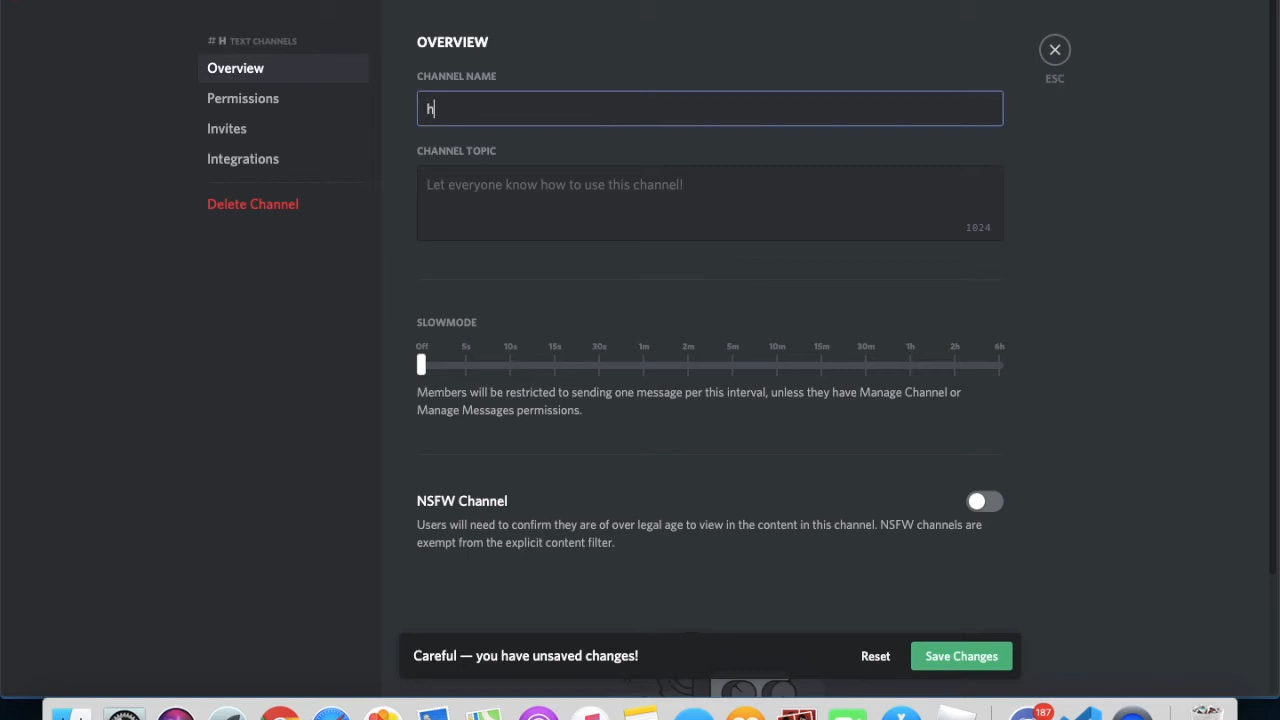 # H TEXT CHANNELS
Overview
Permissions
Invites
Integrations
Delete Channel
OVERVIEW
CHANNEL NAME
h
CHANNEL TOPIC
Let everyone know how to use this channel!
1024
SLOWMODE
Off 5s 10s 15s 30s 1m 2m 5m 10m 15m 30m 1h 2h 6h
Members will be restricted to sending one message per this interval, unless they have Manage Channel or
Manage Messages permissions.
NSFW Channel
Users will need to confirm they are of over legal age to view in the content in this channel. NSFW channels are
exempt from the explicit content filter.
Careful — you have unsaved changes!
Reset
Save Changes
ESC
187